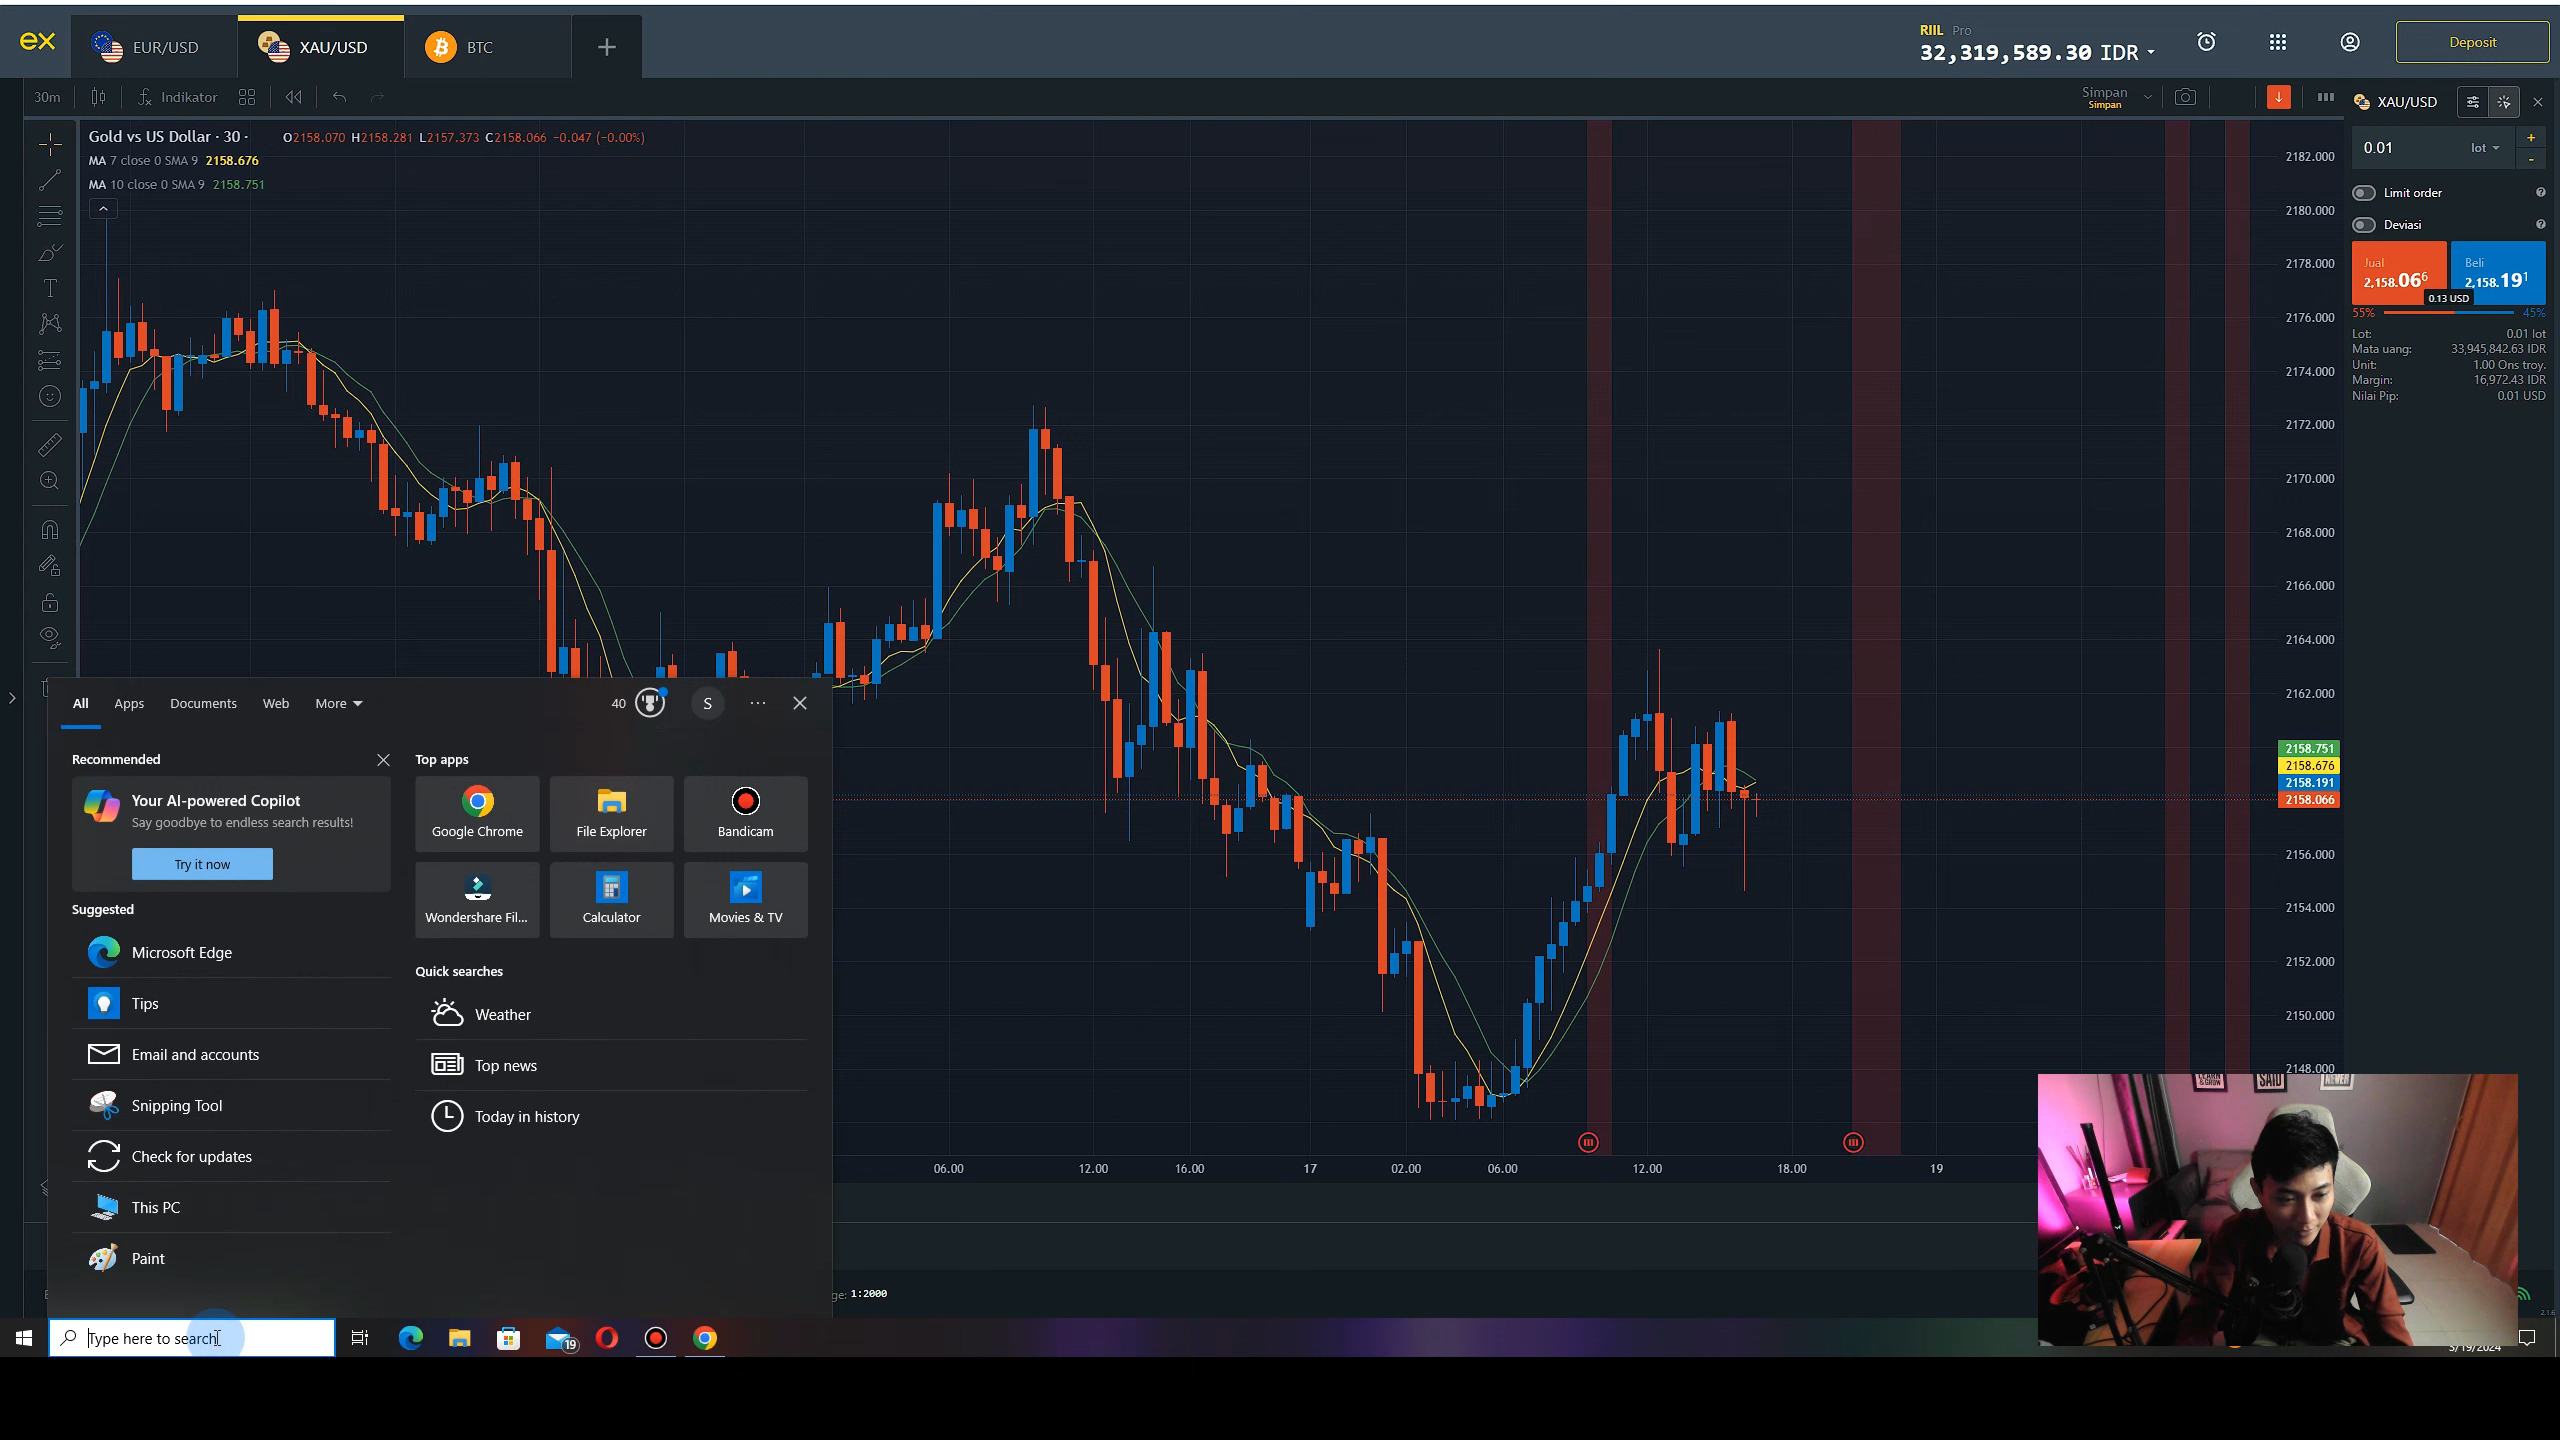 ex
EUR/USD
XAU/USD
BTC
RIIL Pro
32,319,589.30 IDR
Deposit
30m
Indikator
Simpan
Simpan
XAU/USD
Gold vs US Dollar · 30 ·
O2158.070 H2158.281 L2157.373 C2158.066 −0.047 (−0.00%)
MA 7 close 0 SMA 9 2158.676
MA 10 close 0 SMA 9 2158.751
0.01
lot
+
-
Limit order
Deviasi
Jual
2,158.06⁶
Beli
2,158.19¹
0.13 USD
55%
45%
Lot: 0.01 lot
Mata uang: 33,945,842.63 IDR
Unit: 1.00 Ons troy.
Margin: 16,972.43 IDR
Nilai Pip: 0.01 USD
2182.000
2180.000
2178.000
2176.000
2174.000
2172.000
2170.000
2168.000
2166.000
2164.000
2162.000
2158.751
2158.676
2158.191
2158.066
2156.000
2154.000
2152.000
2150.000
2148.000
All
Apps
Documents
Web
More
40
S
Recommended
Your AI-powered Copilot
Say goodbye to endless search results!
Try it now
Suggested
Microsoft Edge
Tips
Email and accounts
Snipping Tool
Check for updates
This PC
Paint
Top apps
Google Chrome
File Explorer
Bandicam
Wondershare Fil...
Calculator
Movies & TV
Quick searches
Weather
Top news
Today in history
06.00
12.00
16.00
17
02.00
06.00
12.00
18.00
19
LEARN
& GROW
SAID
NEVER
ge: 1:2000
Type here to search
19
3/19/2024